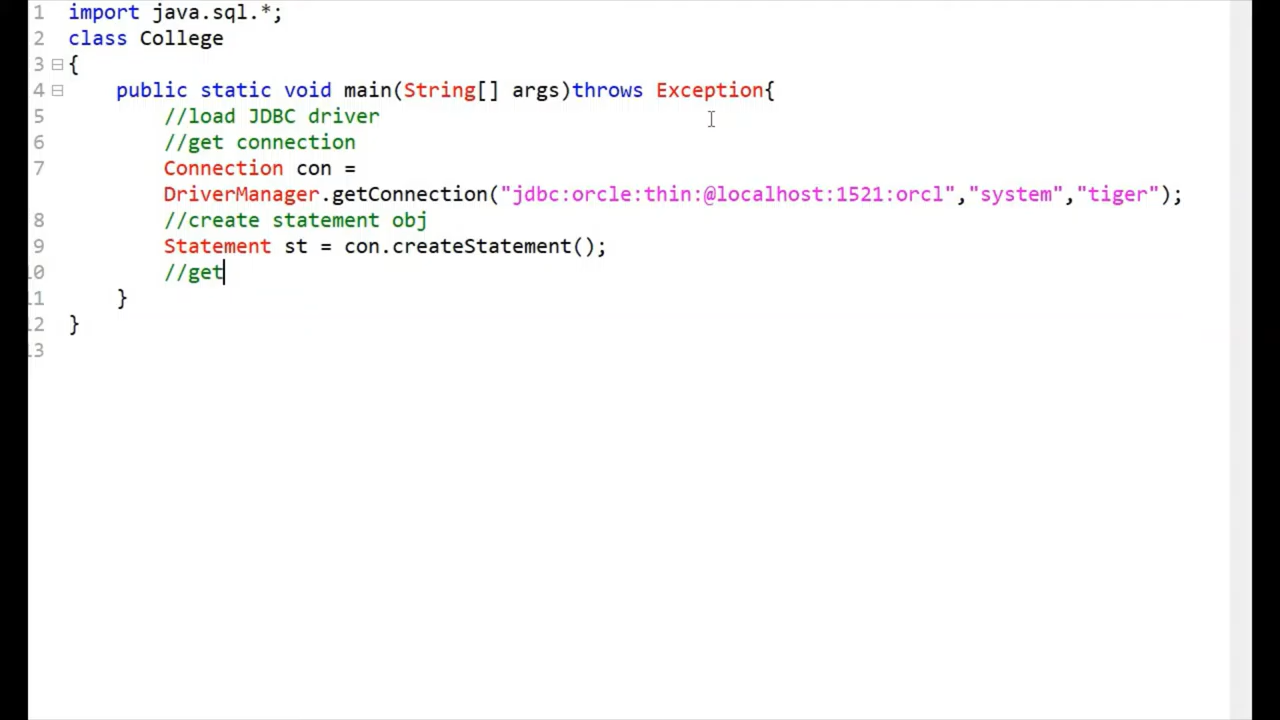 1 import java.sql.*;
2 class College
3 {
4 public static void main(String[] args)throws Exception{
5 //load JDBC driver
6 //get connection
7 Connection con =
DriverManager.getConnection("jdbc:orcle:thin:@localhost:1521:orcl","system","tiger");
8 //create statement obj
9 Statement st = con.createStatement();
10 //get
11 }
12 }
13